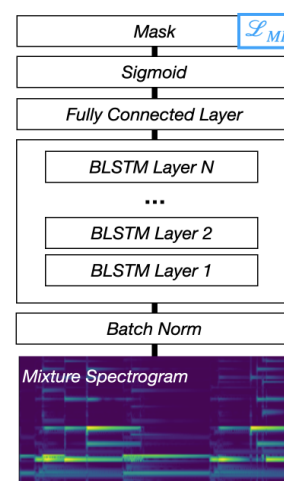 Mask
Sigmoid
Fully Connected Layer
BLSTM Layer N
...
BLSTM Layer 2
BLSTM Layer 1
Batch Norm
Mixture Spectrogram